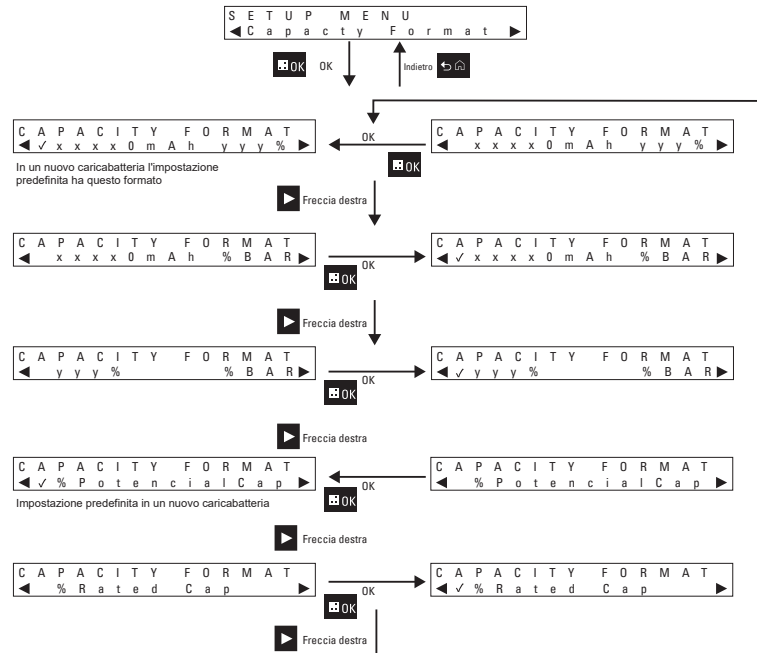 SETUP MENU
◀Capacty Format ▶
OK OK Indietro
CAPACITY FORMAT
◀ ✓xxxx0mAh yyy% ▶
OK
OK
CAPACITY FORMAT
◀ xxxx0mAh yyy% ▶
In un nuovo caricabatteria l'impostazione
predefinita ha questo formato
Freccia destra
CAPACITY FORMAT
◀ xxxx0mAh %BAR▶
OK
OK
CAPACITY FORMAT
◀ ✓xxxx0mAh %BAR▶
Freccia destra
CAPACITY FORMAT
◀ yyy% %BAR▶
OK
OK
CAPACITY FORMAT
◀ ✓yyy% %BAR▶
Freccia destra
CAPACITY FORMAT
◀ ✓%PotencialCap ▶
OK
OK
CAPACITY FORMAT
◀ %PotencialCap ▶
Impostazione predefinita in un nuovo caricabatteria
Freccia destra
CAPACITY FORMAT
◀ %Rated Cap ▶
OK
OK
CAPACITY FORMAT
◀ ✓%Rated Cap ▶
Freccia destra